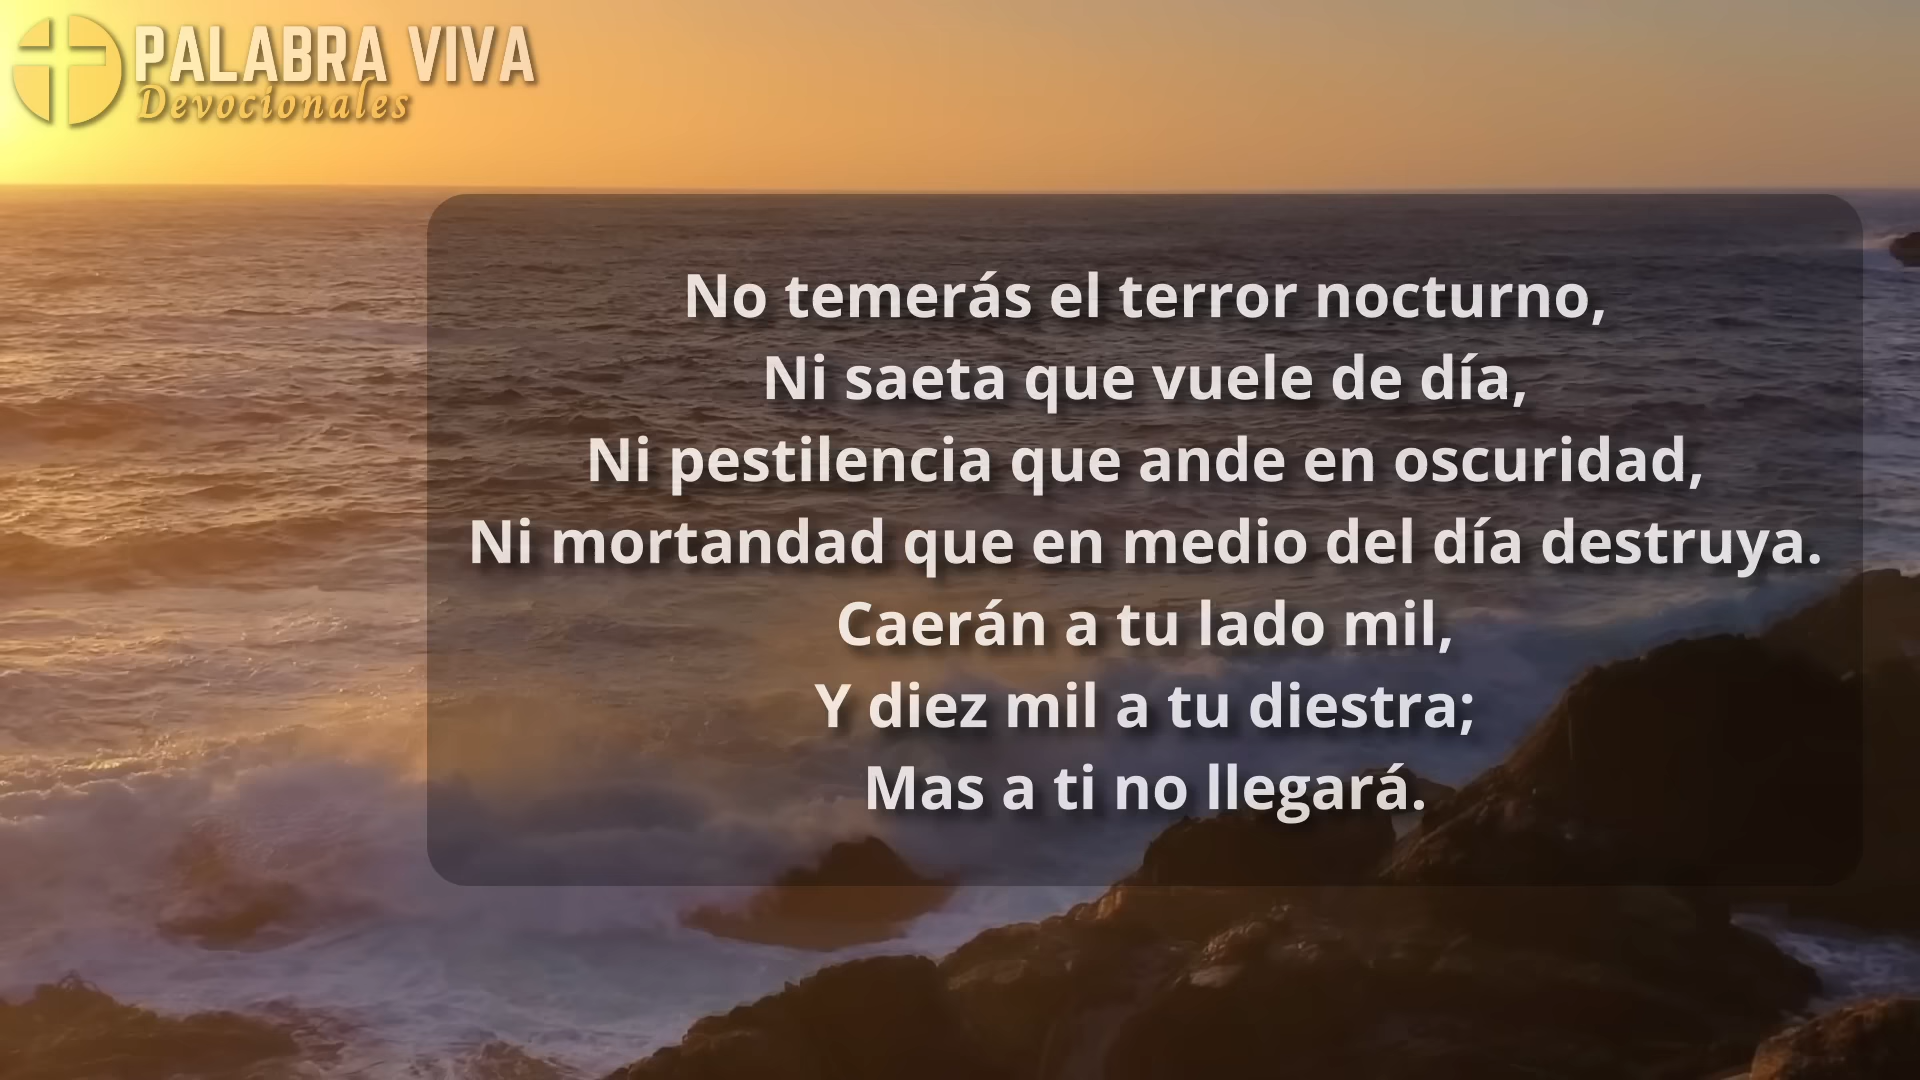 PALABRA VIVA
Devocionales
No temerás el terror nocturno,
Ni saeta que vuele de día,
Ni pestilencia que ande en oscuridad,
Ni mortandad que en medio del día destruya.
Caerán a tu lado mil,
Y diez mil a tu diestra;
Mas a ti no llegará.